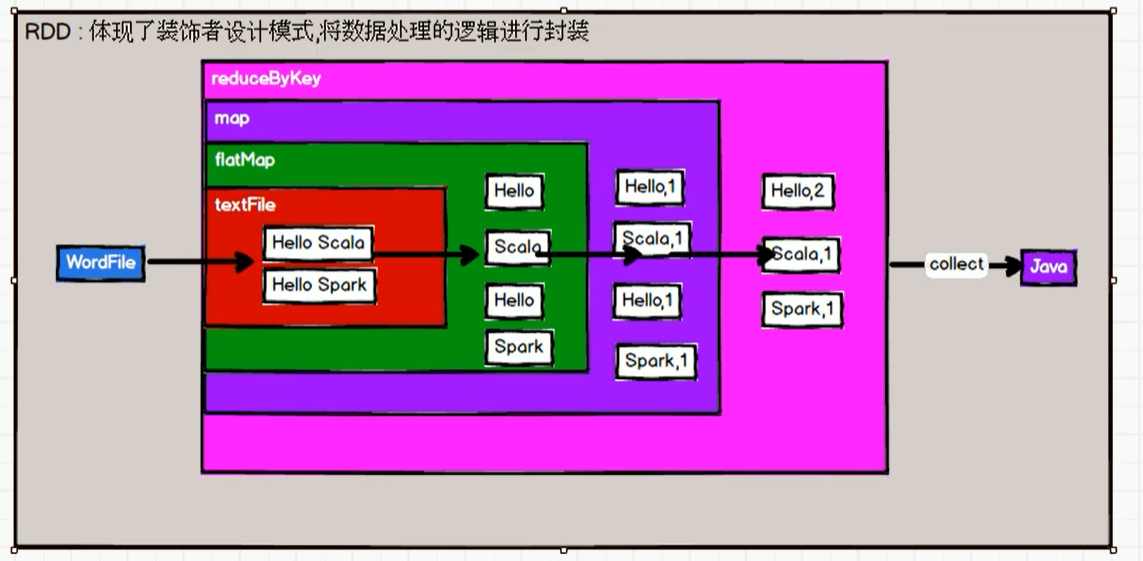 RDD : 体现了装饰者设计模式,将数据处理的逻辑进行封装
reduceByKey
map
flatMap
textFile
WordFile
Hello Scala
Hello Spark
Hello
Scala
Hello
Spark
Hello,1
Scala,1
Hello,1
Spark,1
Hello,2
Scala,1
Spark,1
collect
Java